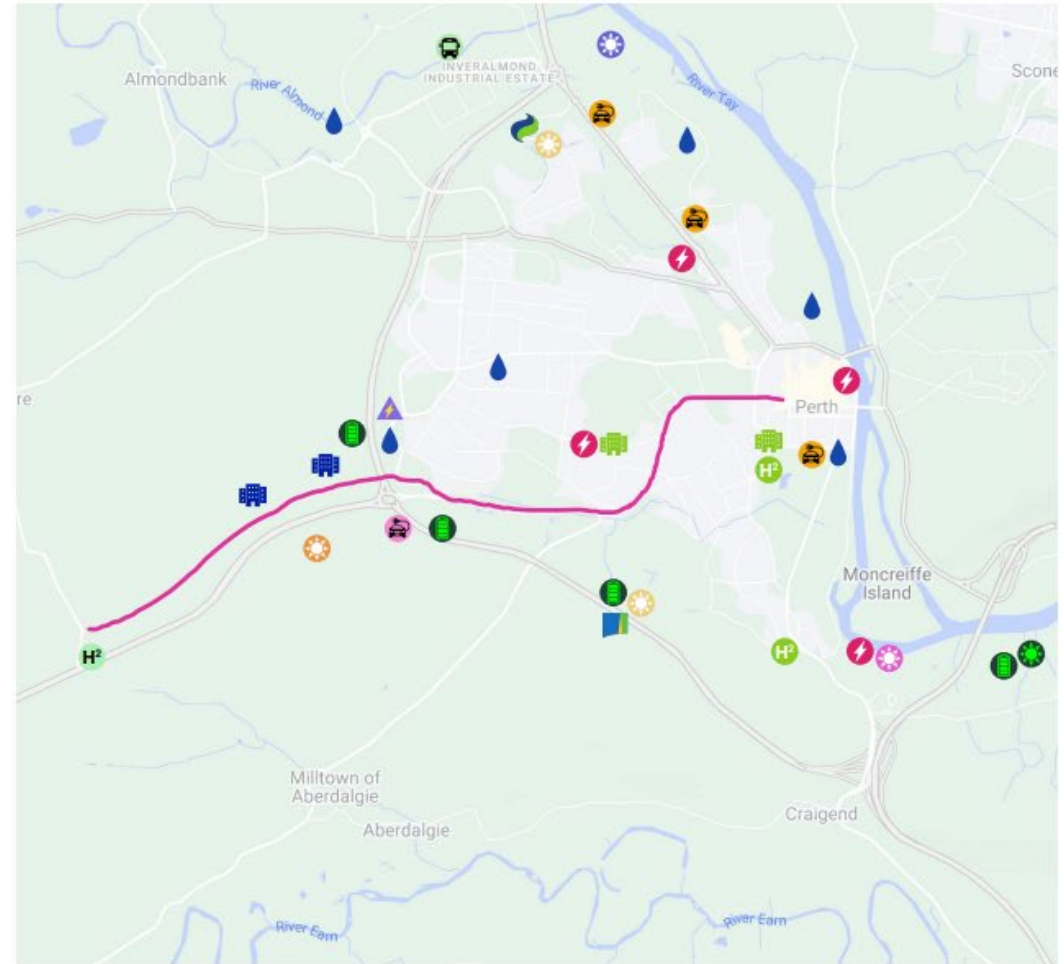 Almondbank
River Almond
INVERALMOND
INDUSTRIAL ESTATE
River Tay
Scone
re
Perth
H²
Moncreiffe
Island
H²
H²
Milltown of
Aberdalgie
Aberdalgie
Craigend
River Earn
River Earn